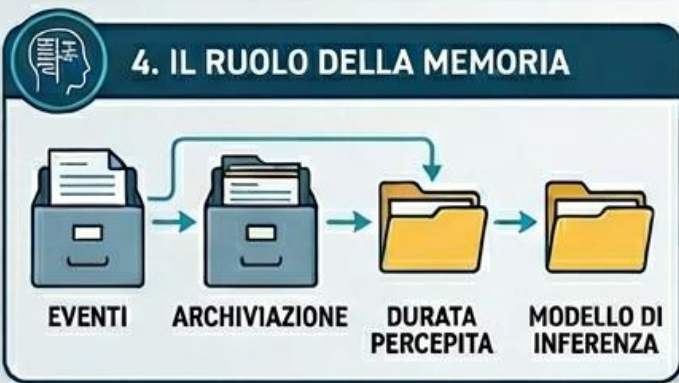 4. IL RUOLO DELLA MEMORIA
EVENTI
ARCHIVIAZIONE
DURATA
PERCEPITA
MODELLO DI
INFERENZA